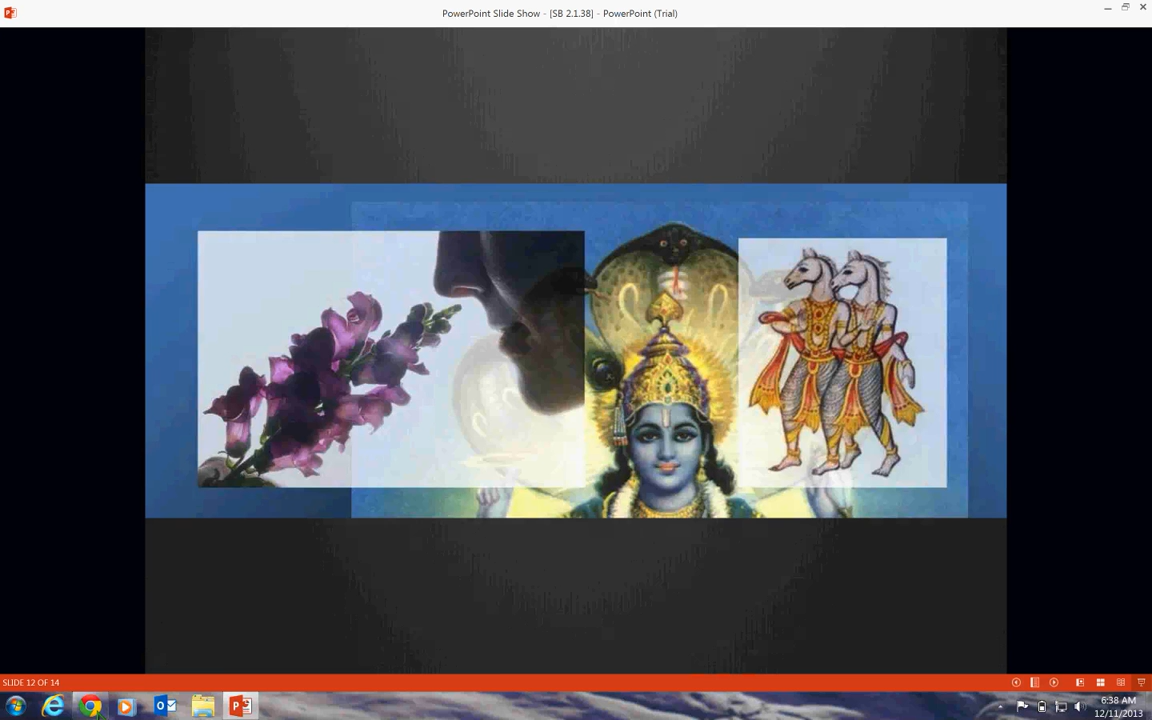 PowerPoint Slide Show - [SB 2.1.38] - PowerPoint (Trial)
SLIDE 12 OF 14
6:38 AM
12/11/2013